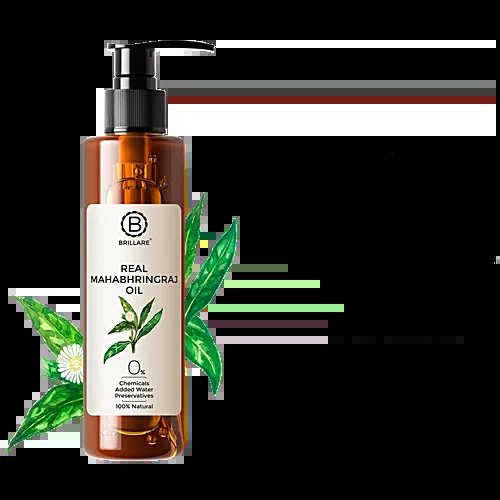 B
BRILLARE®
REAL
MAHABHRINGRAJ
OIL
0%
Chemicals
Added Water
Preservatives
100% Natural